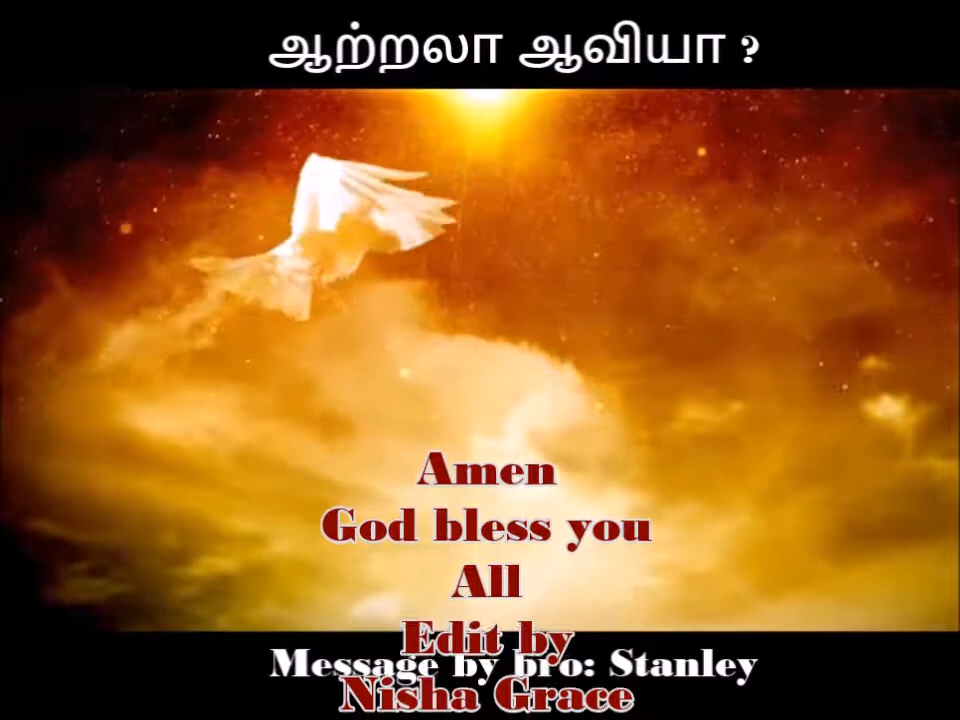 ஆற்றலா ஆவியா ?
Amen
God bless you
All
Edit by
Message by bro: Stanley
Nisha Grace